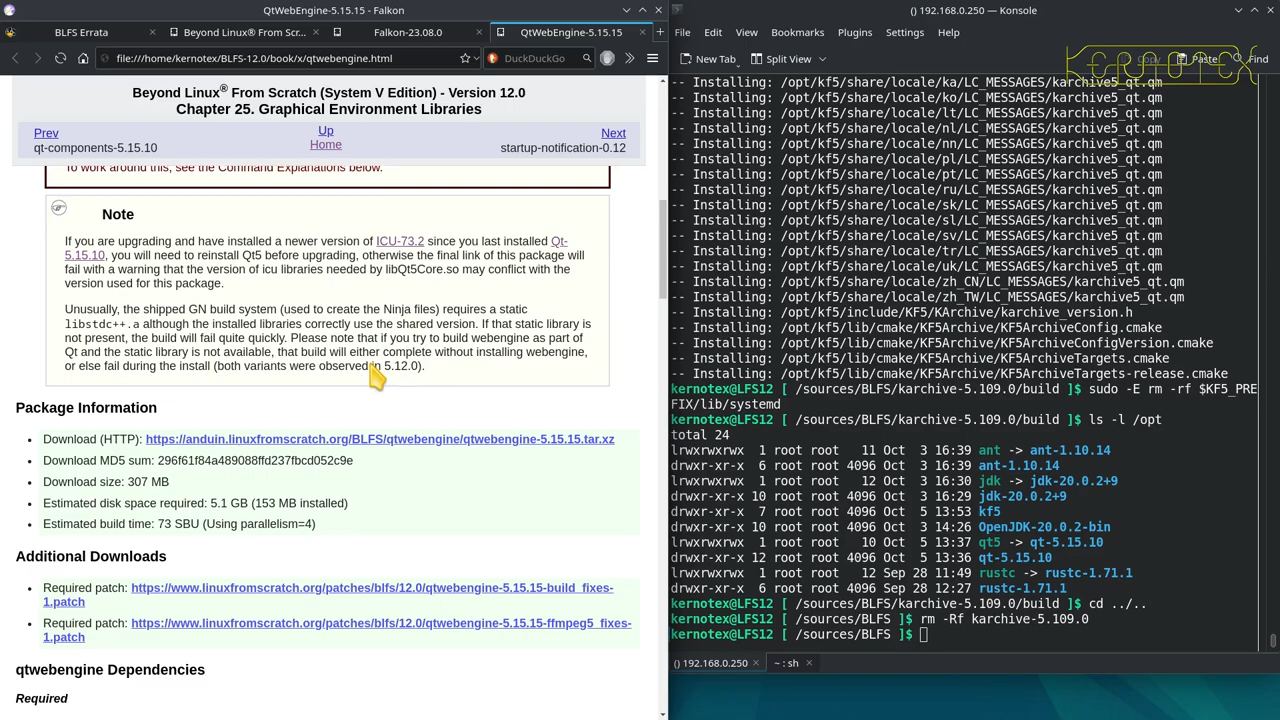 QtWebEngine-5.15.15 - Falkon
BLFS Errata
Beyond Linux® From Scr...
Falkon-23.08.0
QtWebEngine-5.15.15
file:///home/kernotex/BLFS-12.0/book/x/qtwebengine.html
DuckDuckGo
Beyond Linux® From Scratch (System V Edition) - Version 12.0
Chapter 25. Graphical Environment Libraries
Prev
Up
Next
qt-components-5.15.10
Home
startup-notification-0.12
To work around this, see the Command Explanations below.
Note
If you are upgrading and have installed a newer version of ICU-73.2 since you last installed Qt-
5.15.10, you will need to reinstall Qt5 before upgrading, otherwise the final link of this package will
fail with a warning that the version of icu libraries needed by libQt5Core.so may conflict with the
version used for this package.
Unusually, the shipped GN build system (used to create the Ninja files) requires a static
libstdc++.a although the installed libraries correctly use the shared version. If that static library is
not present, the build will fail quite quickly. Please note that if you try to build webengine as part of
Qt and the static library is not available, that build will either complete without installing webengine,
or else fail during the install (both variants were observed in 5.12.0).
Package Information
Download (HTTP): https://anduin.linuxfromscratch.org/BLFS/qtwebengine/qtwebengine-5.15.15.tar.xz
Download MD5 sum: 296f61f84a489088ffd237fbcd052c9e
Download size: 307 MB
Estimated disk space required: 5.1 GB (153 MB installed)
Estimated build time: 73 SBU (Using parallelism=4)
Additional Downloads
Required patch: https://www.linuxfromscratch.org/patches/blfs/12.0/qtwebengine-5.15.15-build_fixes-
1.patch
Required patch: https://www.linuxfromscratch.org/patches/blfs/12.0/qtwebengine-5.15.15-ffmpeg5_fixes-
1.patch
qtwebengine Dependencies
Required
() 192.168.0.250 — Konsole
File Edit View Bookmarks Plugins Settings Help
New Tab Split View Copy Paste Find
KERNOTEX
-- Installing: /opt/kf5/share/locale/ka/LC_MESSAGES/karchive5_qt.qm
-- Installing: /opt/kf5/share/locale/ko/LC_MESSAGES/karchive5_qt.qm
-- Installing: /opt/kf5/share/locale/lt/LC_MESSAGES/karchive5_qt.qm
-- Installing: /opt/kf5/share/locale/nl/LC_MESSAGES/karchive5_qt.qm
-- Installing: /opt/kf5/share/locale/nn/LC_MESSAGES/karchive5_qt.qm
-- Installing: /opt/kf5/share/locale/pl/LC_MESSAGES/karchive5_qt.qm
-- Installing: /opt/kf5/share/locale/pt/LC_MESSAGES/karchive5_qt.qm
-- Installing: /opt/kf5/share/locale/ru/LC_MESSAGES/karchive5_qt.qm
-- Installing: /opt/kf5/share/locale/sk/LC_MESSAGES/karchive5_qt.qm
-- Installing: /opt/kf5/share/locale/sl/LC_MESSAGES/karchive5_qt.qm
-- Installing: /opt/kf5/share/locale/sv/LC_MESSAGES/karchive5_qt.qm
-- Installing: /opt/kf5/share/locale/tr/LC_MESSAGES/karchive5_qt.qm
-- Installing: /opt/kf5/share/locale/uk/LC_MESSAGES/karchive5_qt.qm
-- Installing: /opt/kf5/share/locale/zh_CN/LC_MESSAGES/karchive5_qt.qm
-- Installing: /opt/kf5/share/locale/zh_TW/LC_MESSAGES/karchive5_qt.qm
-- Installing: /opt/kf5/include/KF5/KArchive/karchive_version.h
-- Installing: /opt/kf5/lib/cmake/KF5Archive/KF5ArchiveConfig.cmake
-- Installing: /opt/kf5/lib/cmake/KF5Archive/KF5ArchiveConfigVersion.cmake
-- Installing: /opt/kf5/lib/cmake/KF5Archive/KF5ArchiveTargets.cmake
-- Installing: /opt/kf5/lib/cmake/KF5Archive/KF5ArchiveTargets-release.cmake
kernotex@LFS12 [ /sources/BLFS/karchive-5.109.0/build ]$ sudo -E rm -rf $KF5_PRE
FIX/lib/systemd
kernotex@LFS12 [ /sources/BLFS/karchive-5.109.0/build ]$ ls -l /opt
total 24
lrwxrwxrwx 1 root root 11 Oct 3 16:39 ant -> ant-1.10.14
drwxr-xr-x 6 root root 4096 Oct 3 16:39 ant-1.10.14
lrwxrwxrwx 1 root root 12 Oct 3 16:30 jdk -> jdk-20.0.2+9
drwxr-xr-x 10 root root 4096 Oct 3 16:29 jdk-20.0.2+9
drwxr-xr-x 7 root root 4096 Oct 5 13:53 kf5
drwxr-xr-x 10 root root 4096 Oct 3 14:26 OpenJDK-20.0.2-bin
lrwxrwxrwx 1 root root 10 Oct 5 13:37 qt5 -> qt-5.15.10
drwxr-xr-x 12 root root 4096 Oct 5 13:36 qt-5.15.10
lrwxrwxrwx 1 root root 12 Sep 28 11:49 rustc -> rustc-1.71.1
drwxr-xr-x 7 root root 4096 Sep 28 12:27 rustc-1.71.1
kernotex@LFS12 [ /sources/BLFS/karchive-5.109.0/build ]$ cd ../..
kernotex@LFS12 [ /sources/BLFS ]$ rm -Rf karchive-5.109.0
kernotex@LFS12 [ /sources/BLFS ]$
() 192.168.0.250
~ : sh